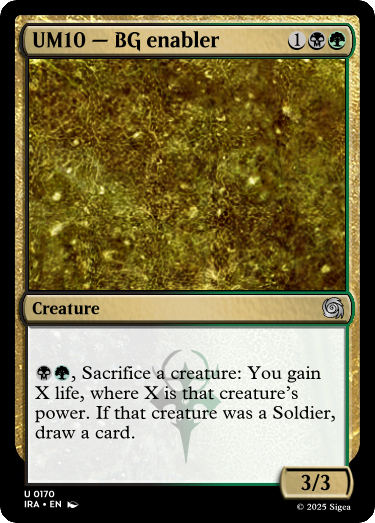 UM10 — BG enabler 1
Creature
, Sacrifice a creature: You gain
X life, where X is that creature's
power. If that creature was a Soldier,
draw a card.
3/3
U 0170
IRA • EN
© 2025 Sigea